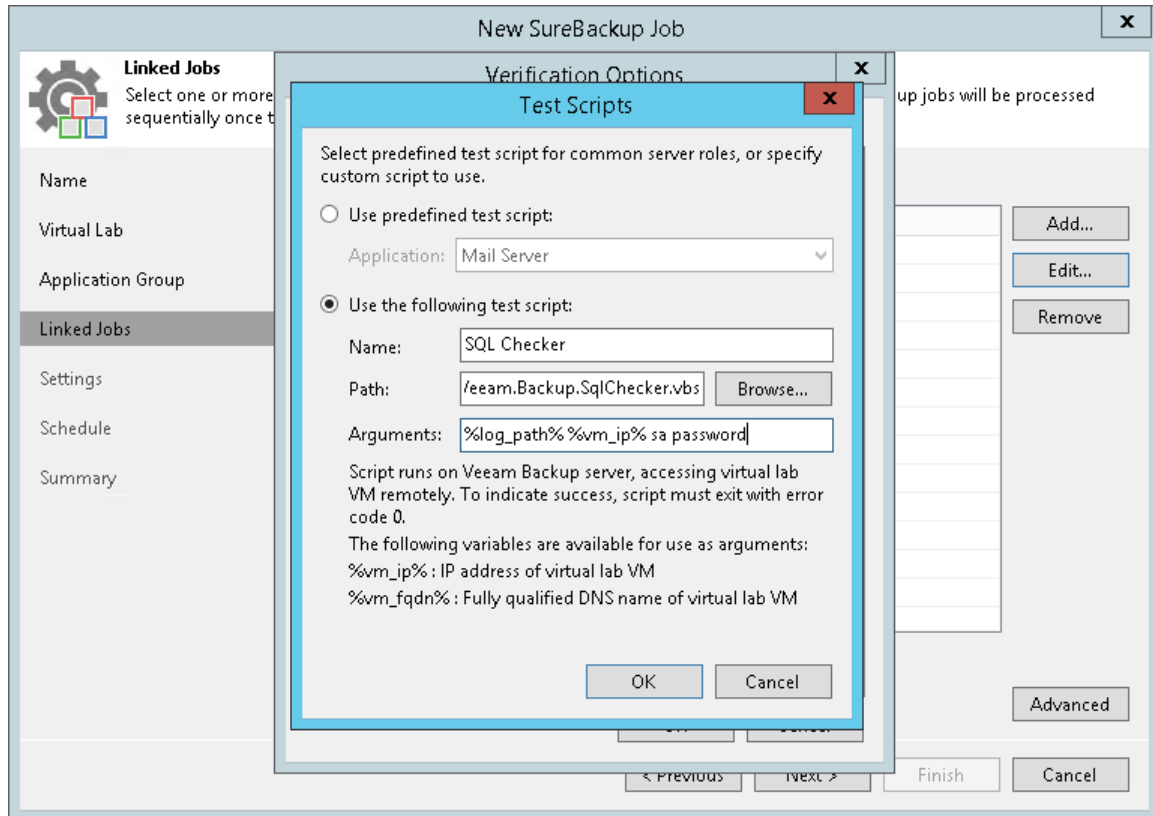 New SureBackup Job
x
Linked Jobs
Select one or more
sequentially once t
up jobs will be processed
Verification Options
x
Test Scripts
x
Select predefined test script for common server roles, or specify
custom script to use.
Use predefined test script:
Application: Mail Server
Use the following test script:
Name: SQL Checker
Path: /eeam.Backup.SqlChecker.vbs Browse...
Arguments: %log_path% %vm_ip% sa password
Script runs on Veeam Backup server, accessing virtual lab
VM remotely. To indicate success, script must exit with error
code 0.
The following variables are available for use as arguments:
%vm_ip% : IP address of virtual lab VM
%vm_fqdn% : Fully qualified DNS name of virtual lab VM
OK Cancel
Name
Virtual Lab
Application Group
Linked Jobs
Settings
Schedule
Summary
Add...
Edit...
Remove
Advanced
< Previous Next > Finish Cancel